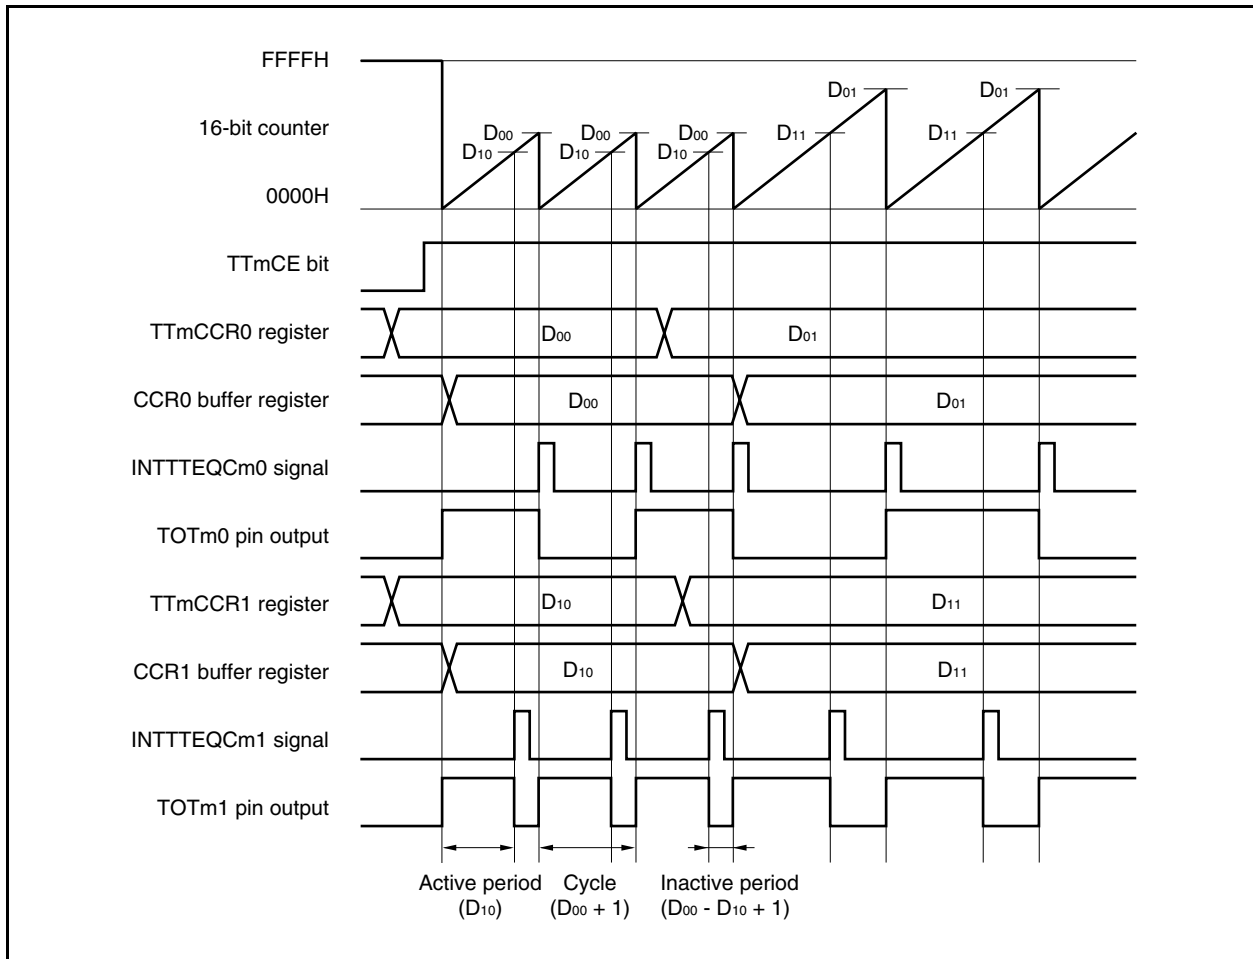 FFFFH
16-bit counter
0000H
D00 D00 D00 D01 D01
D10 D10 D10 D11 D11
TTmCE bit
TTmCCR0 register
D00 D01
CCR0 buffer register
D00 D01
INTTTEQCm0 signal
TOTm0 pin output
TTmCCR1 register
D10 D11
CCR1 buffer register
D10 D11
INTTTEQCm1 signal
TOTm1 pin output
Active period
(D10)
Cycle
(D00 + 1)
Inactive period
(D00 - D10 + 1)